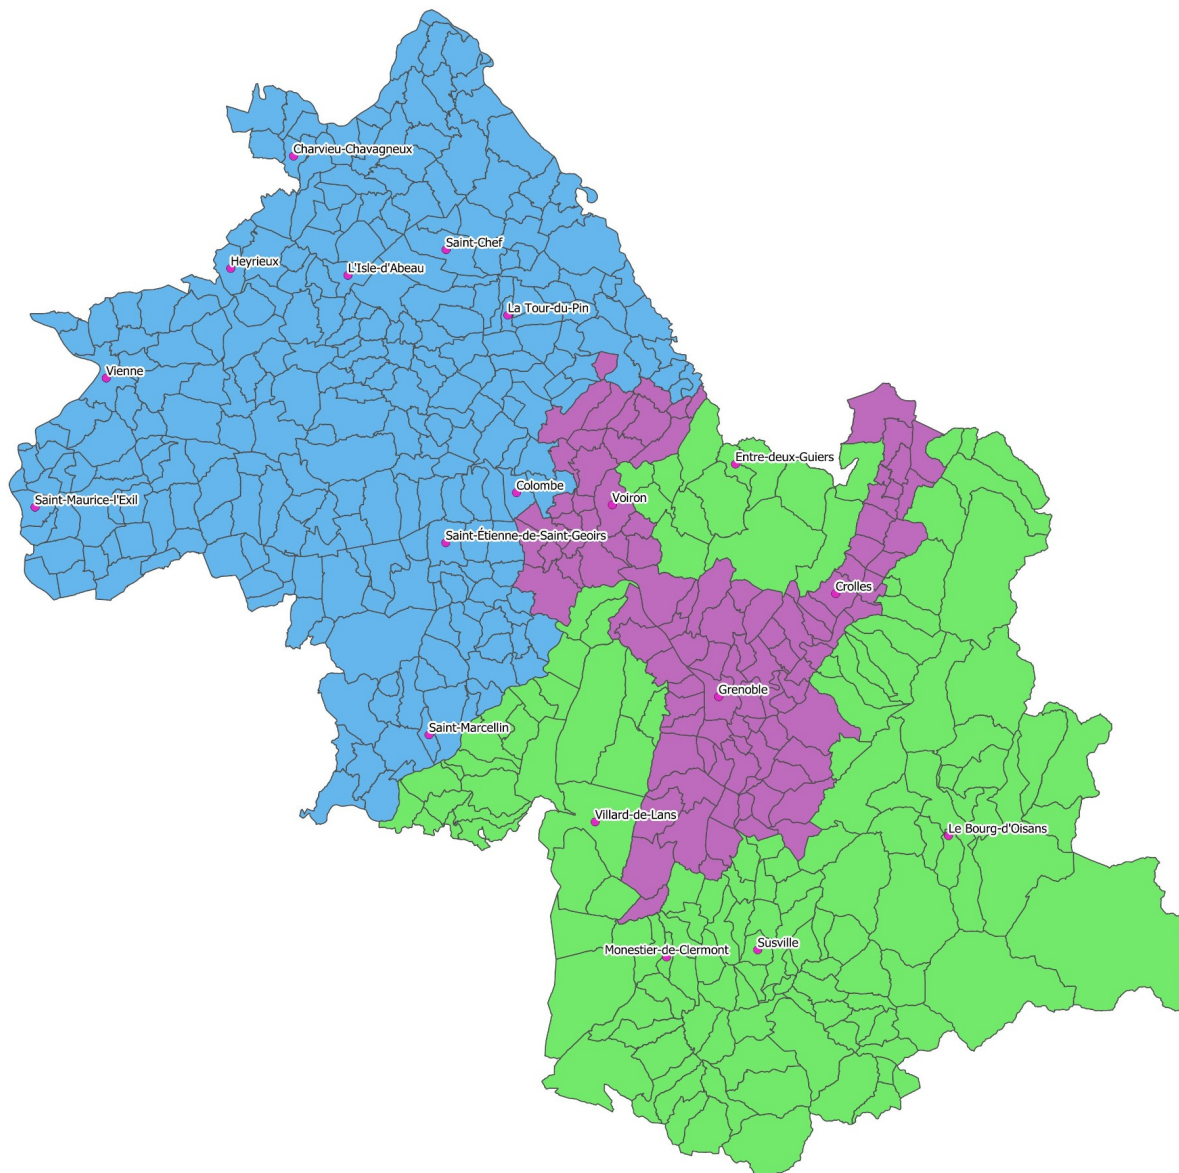 Charvieu-Chavagneux
Saint-Chef
Heyrieux
L'Isle-d'Abeau
La Tour-du-Pin
Vienne
Entre-deux-Guiers
Colombe
Saint-Maurice-l'Exil
Voiron
Saint-Étienne-de-Saint-Geoirs
Crolles
Grenoble
Saint-Marcellin
Villard-de-Lans
Le Bourg-d'Oisans
Monestier-de-Clermont
Susville